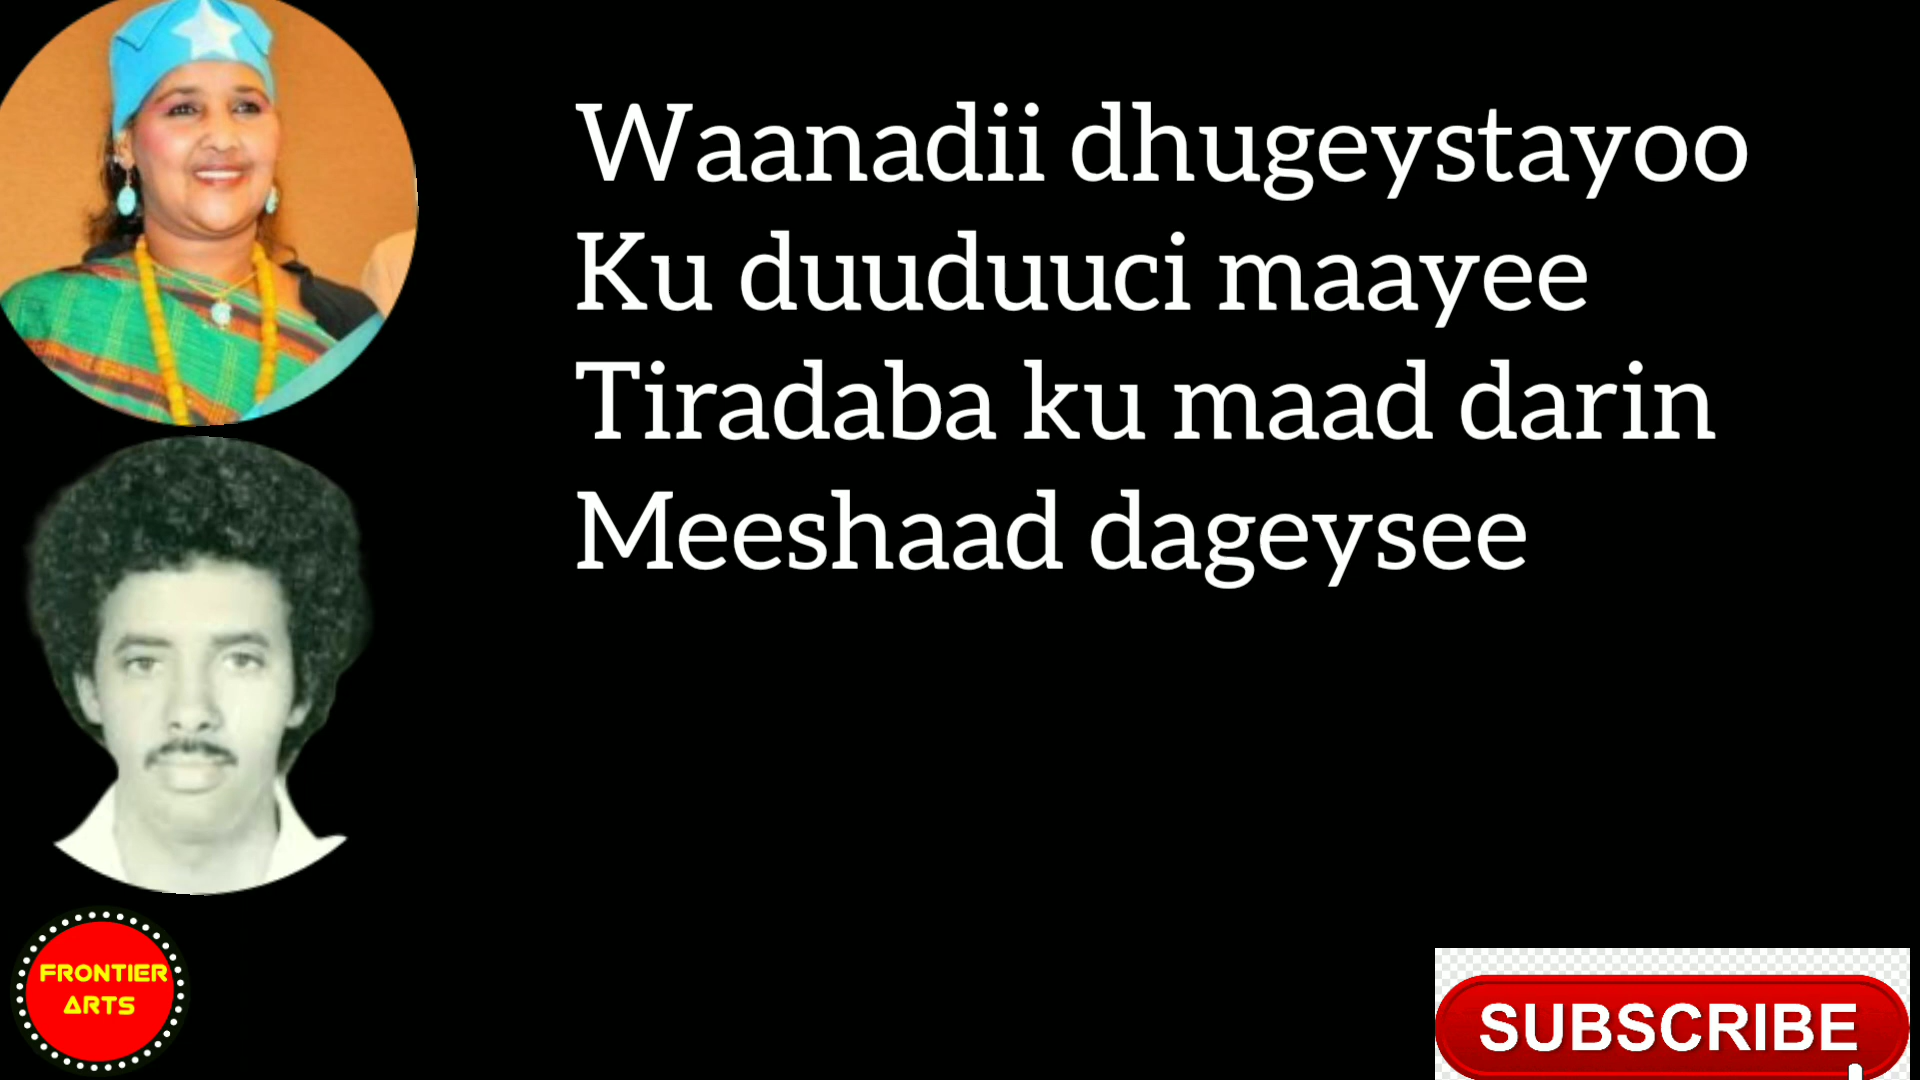 Waanadii dhugeystayoo
Ku duuduuci maayee
Tiradaba ku maad darin
Meeshaad dageysee
FRONTIER
ARTS
SUBSCRIBE